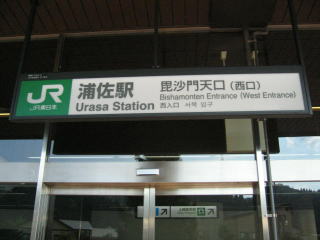 JR
JR東日本
浦佐駅
Urasa Station
毘沙門天口(西口)
Bishamonten Entrance (West Entrance)
西入口 서쪽 입구